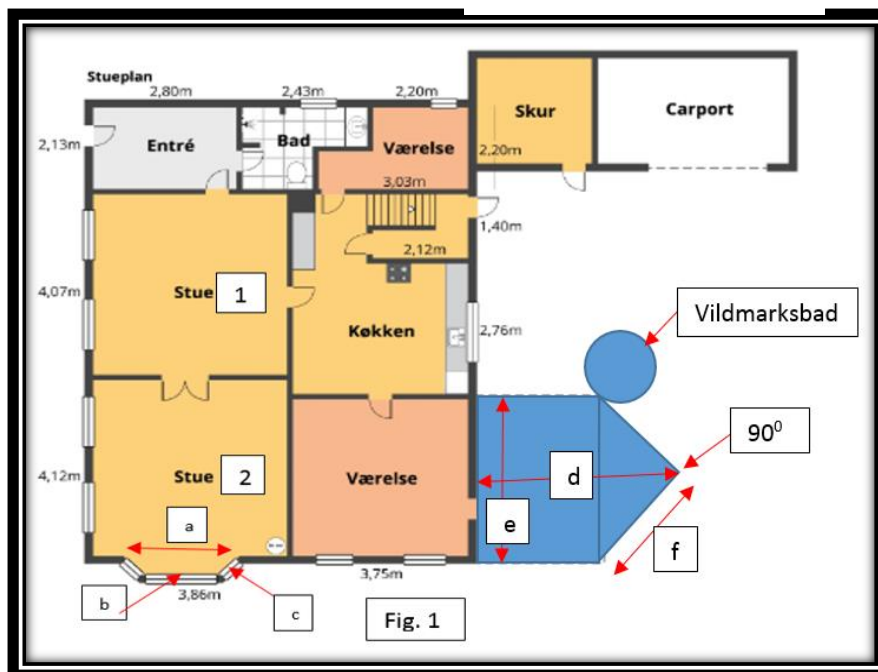 Stueplan
2,80m
2,43m
2,20m
Skur
Carport
2,13m
Entré
Bad
Værelse
2,20m
3,03m
1,40m
2,12m
4,07m
Stue
1
Køkken
2,76m
Vildmarksbad
90⁰
4,12m
Stue
2
Værelse
d
a
e
f
b
3,86m
c
3,75m
Fig. 1